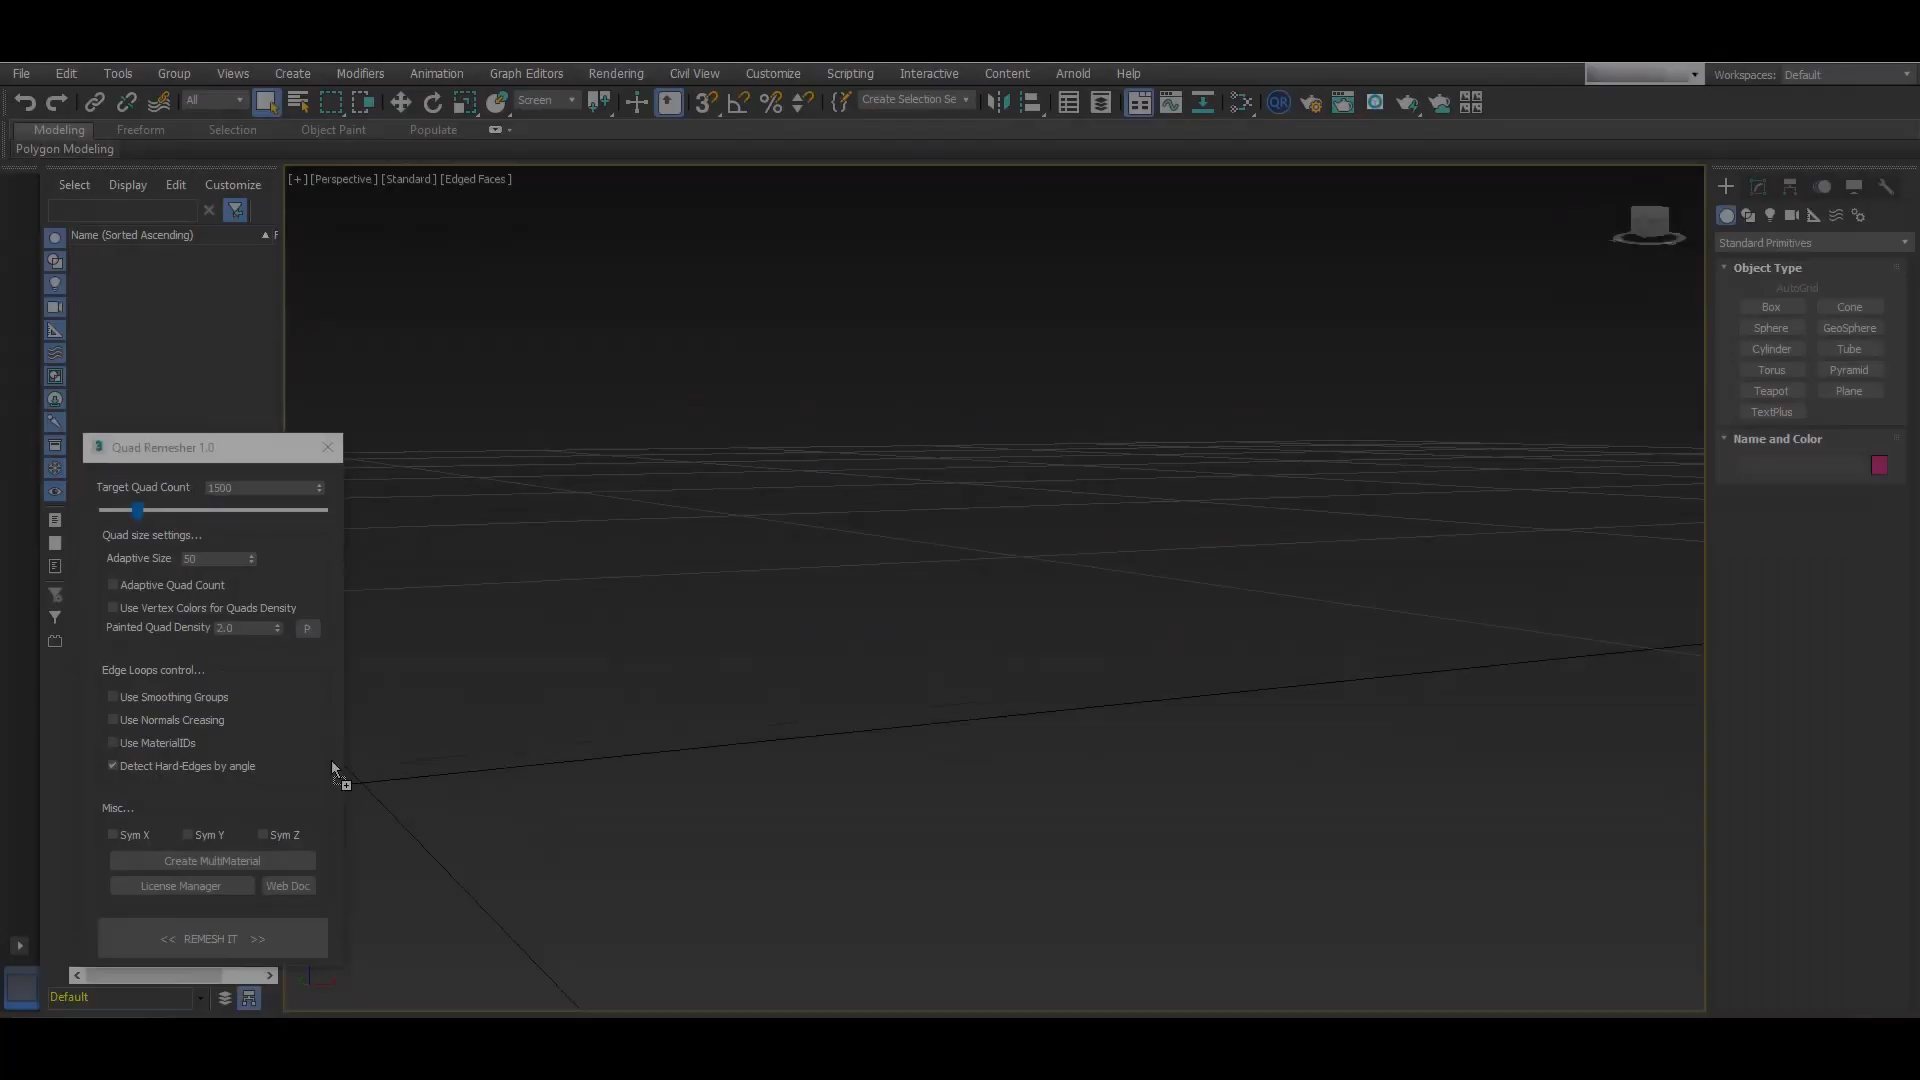 File Edit Tools Group Views Create Modifiers Animation Graph Editors Rendering Civil View Customize Scripting Interactive Content Arnold Help Workspaces: Default
All Screen Create Selection Se QR
Modeling Freeform Selection Object Paint Populate
Polygon Modeling
Select Display Edit Customize
[+] [Perspective] [Standard] [Edged Faces]
Name (Sorted Ascending) F
Standard Primitives
Object Type
AutoGrid
Box Cone
Sphere GeoSphere
Cylinder Tube
Torus Pyramid
Teapot Plane
TextPlus
Name and Color
3 Quad Remesher 1.0
Target Quad Count 1500
Quad size settings...
Adaptive Size 50
Adaptive Quad Count
Use Vertex Colors for Quads Density
Painted Quad Density 2.0 P
Edge Loops control...
Use Smoothing Groups
Use Normals Creasing
Use MaterialIDs
Detect Hard-Edges by angle
Misc...
Sym X Sym Y Sym Z
Create MultiMaterial
License Manager Web Doc
<< REMESH IT >>
Default